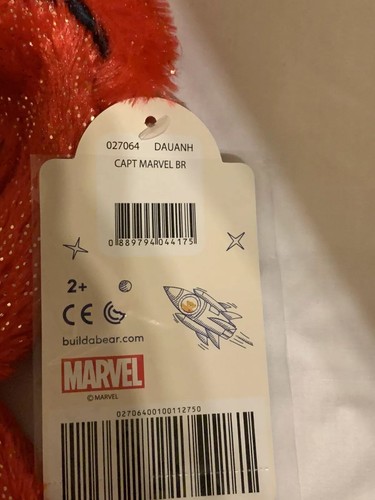 027064 DAUANH
CAPT MARVEL BR
0 889794 044175
2+
CE
buildabear.com
MARVEL
© MARVEL
02706400100112750